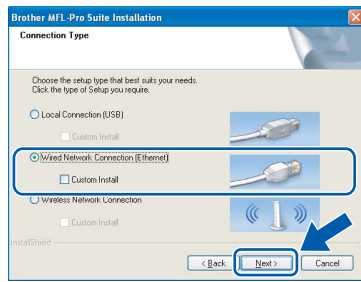 Brother MFL-Pro Suite Installation
Connection Type
Choose the setup type that best suits your needs.
Click the type of Setup you require.
Local Connection (USB)
Custom Install
Wired Network Connection (Ethernet)
Custom Install
Wireless Network Connection
Custom Install
InstallShield
< Back Next > Cancel